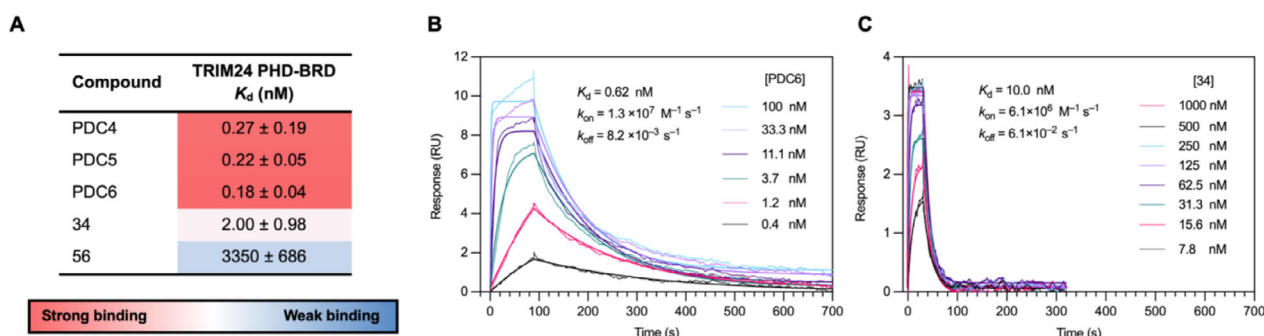 A
Compound TRIM24 PHD-BRD
Kd (nM)
PDC4 0.27 ± 0.19
PDC5 0.22 ± 0.05
PDC6 0.18 ± 0.04
34 2.00 ± 0.98
56 3350 ± 686
Strong binding Weak binding
B
Response (RU)
12
10
8
6
4
2
0
0 100 200 300 400 500 600 700
Time (s)
Kd = 0.62 nM
kon = 1.3 ×10⁷ M⁻¹ s⁻¹
koff = 8.2 ×10⁻³ s⁻¹
[PDC6]
100 nM
33.3 nM
11.1 nM
3.7 nM
1.2 nM
0.4 nM
C
Response (RU)
4
3
2
1
0
0 100 200 300 400 500 600 700
Time (s)
Kd = 10.0 nM
kon = 6.1×10⁶ M⁻¹ s⁻¹
koff = 6.1×10⁻² s⁻¹
[34]
1000 nM
500 nM
250 nM
125 nM
62.5 nM
31.3 nM
15.6 nM
7.8 nM